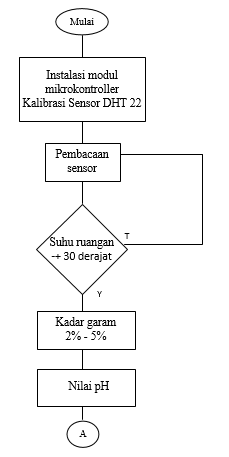 Mulai
Instalasi modul
mikrokontroller
Kalibrasi Sensor DHT 22
Pembacaan
sensor
Suhu ruangan
-+ 30 derajat
T
Y
Kadar garam
2% - 5%
Nilai pH
A